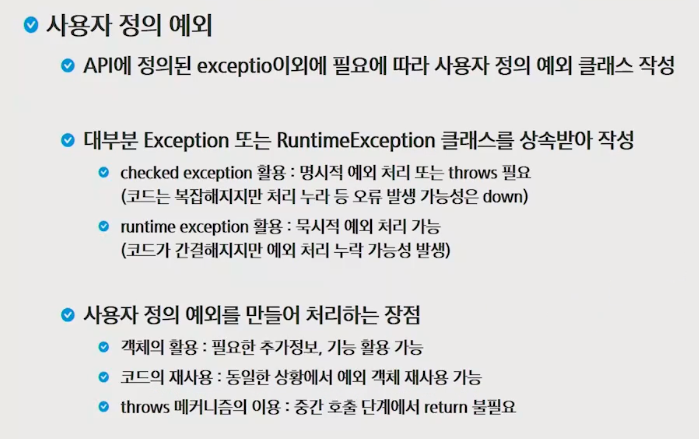 사용자 정의 예외
API에 정의된 exceptio이외에 필요에 따라 사용자 정의 예외 클래스 작성
대부분 Exception 또는 RuntimeException 클래스를 상속받아 작성
checked exception 활용 : 명시적 예외 처리 또는 throws 필요
(코드는 복잡해지지만 처리 누라 등 오류 발생 가능성은 down)
runtime exception 활용 : 묵시적 예외 처리 가능
(코드가 간결해지지만 예외 처리 누락 가능성 발생)
사용자 정의 예외를 만들어 처리하는 장점
객체의 활용 : 필요한 추가정보, 기능 활용 가능
코드의 재사용 : 동일한 상황에서 예외 객체 재사용 가능
throws 메커니즘의 이용 : 중간 호출 단계에서 return 불필요